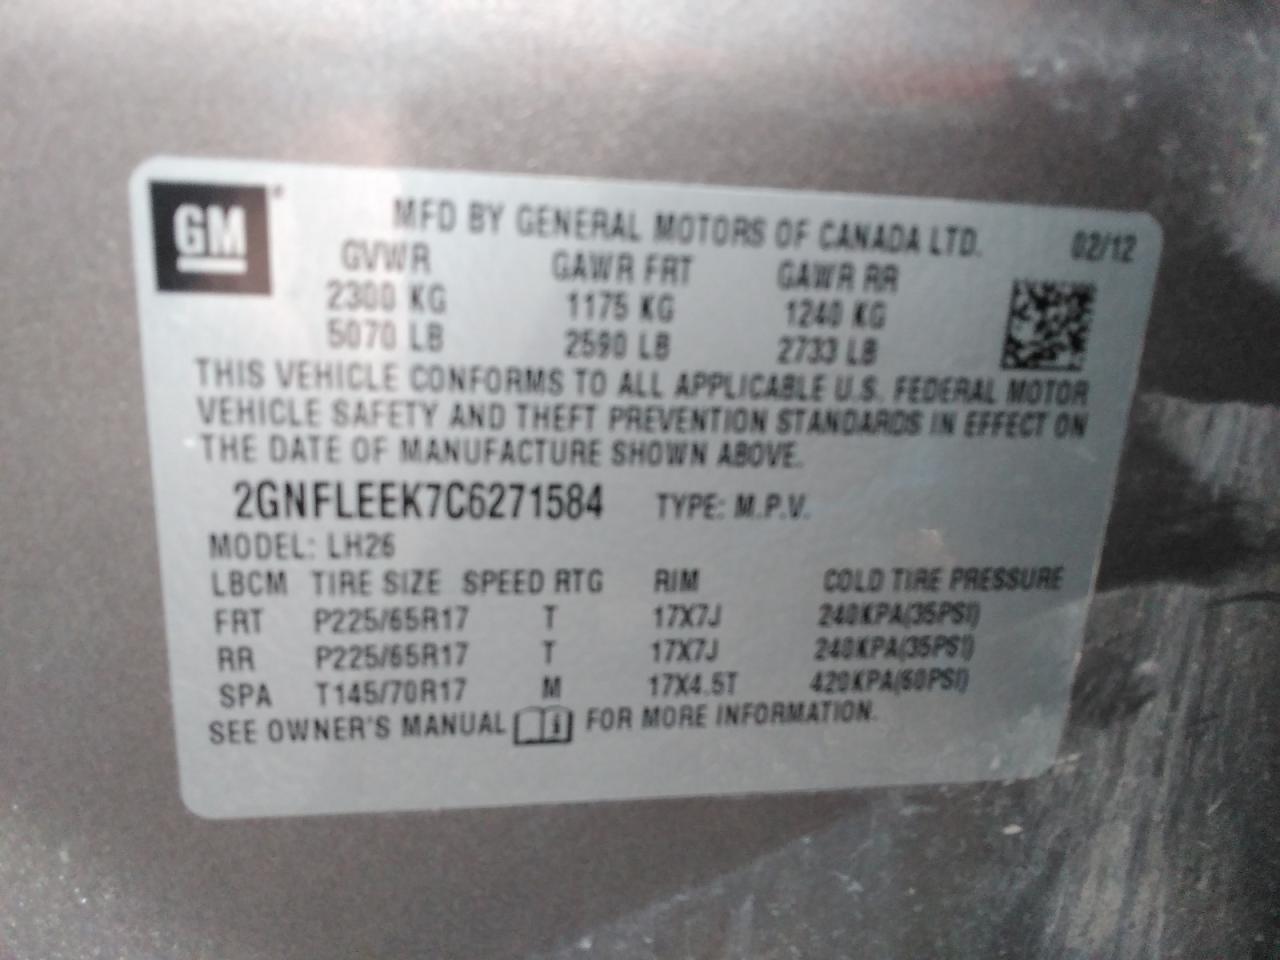 GM
MFD BY GENERAL MOTORS OF CANADA LTD. 02/12
GVWR GAWR FRT GAWR RR
2300 KG 1175 KG 1240 KG
5070 LB 2590 LB 2733 LB
THIS VEHICLE CONFORMS TO ALL APPLICABLE U.S. FEDERAL MOTOR
VEHICLE SAFETY AND THEFT PREVENTION STANDARDS IN EFFECT ON
THE DATE OF MANUFACTURE SHOWN ABOVE.
2GNFLEEK7C6271584 TYPE: M.P.V.
MODEL: LH26
LBCM TIRE SIZE SPEED RTG RIM COLD TIRE PRESSURE
FRT P225/65R17 T 17X7J 240KPA(35PSI)
RR P225/65R17 T 17X7J 240KPA(35PSI)
SPA T145/70R17 M 17X4.5T 420KPA(60PSI)
SEE OWNER'S MANUAL i FOR MORE INFORMATION.